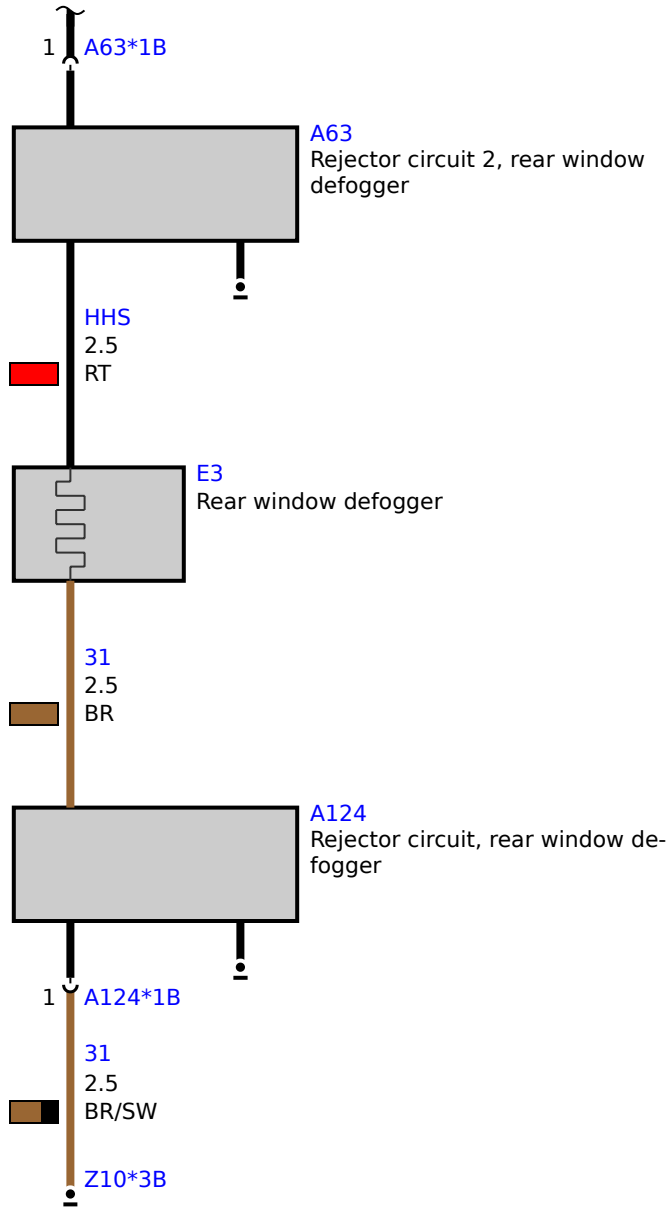 1 A63*1B
A63
Rejector circuit 2, rear window
defogger
HHS
2.5
RT
E3
Rear window defogger
31
2.5
BR
A124
Rejector circuit, rear window de-
fogger
1 A124*1B
31
2.5
BR/SW
Z10*3B